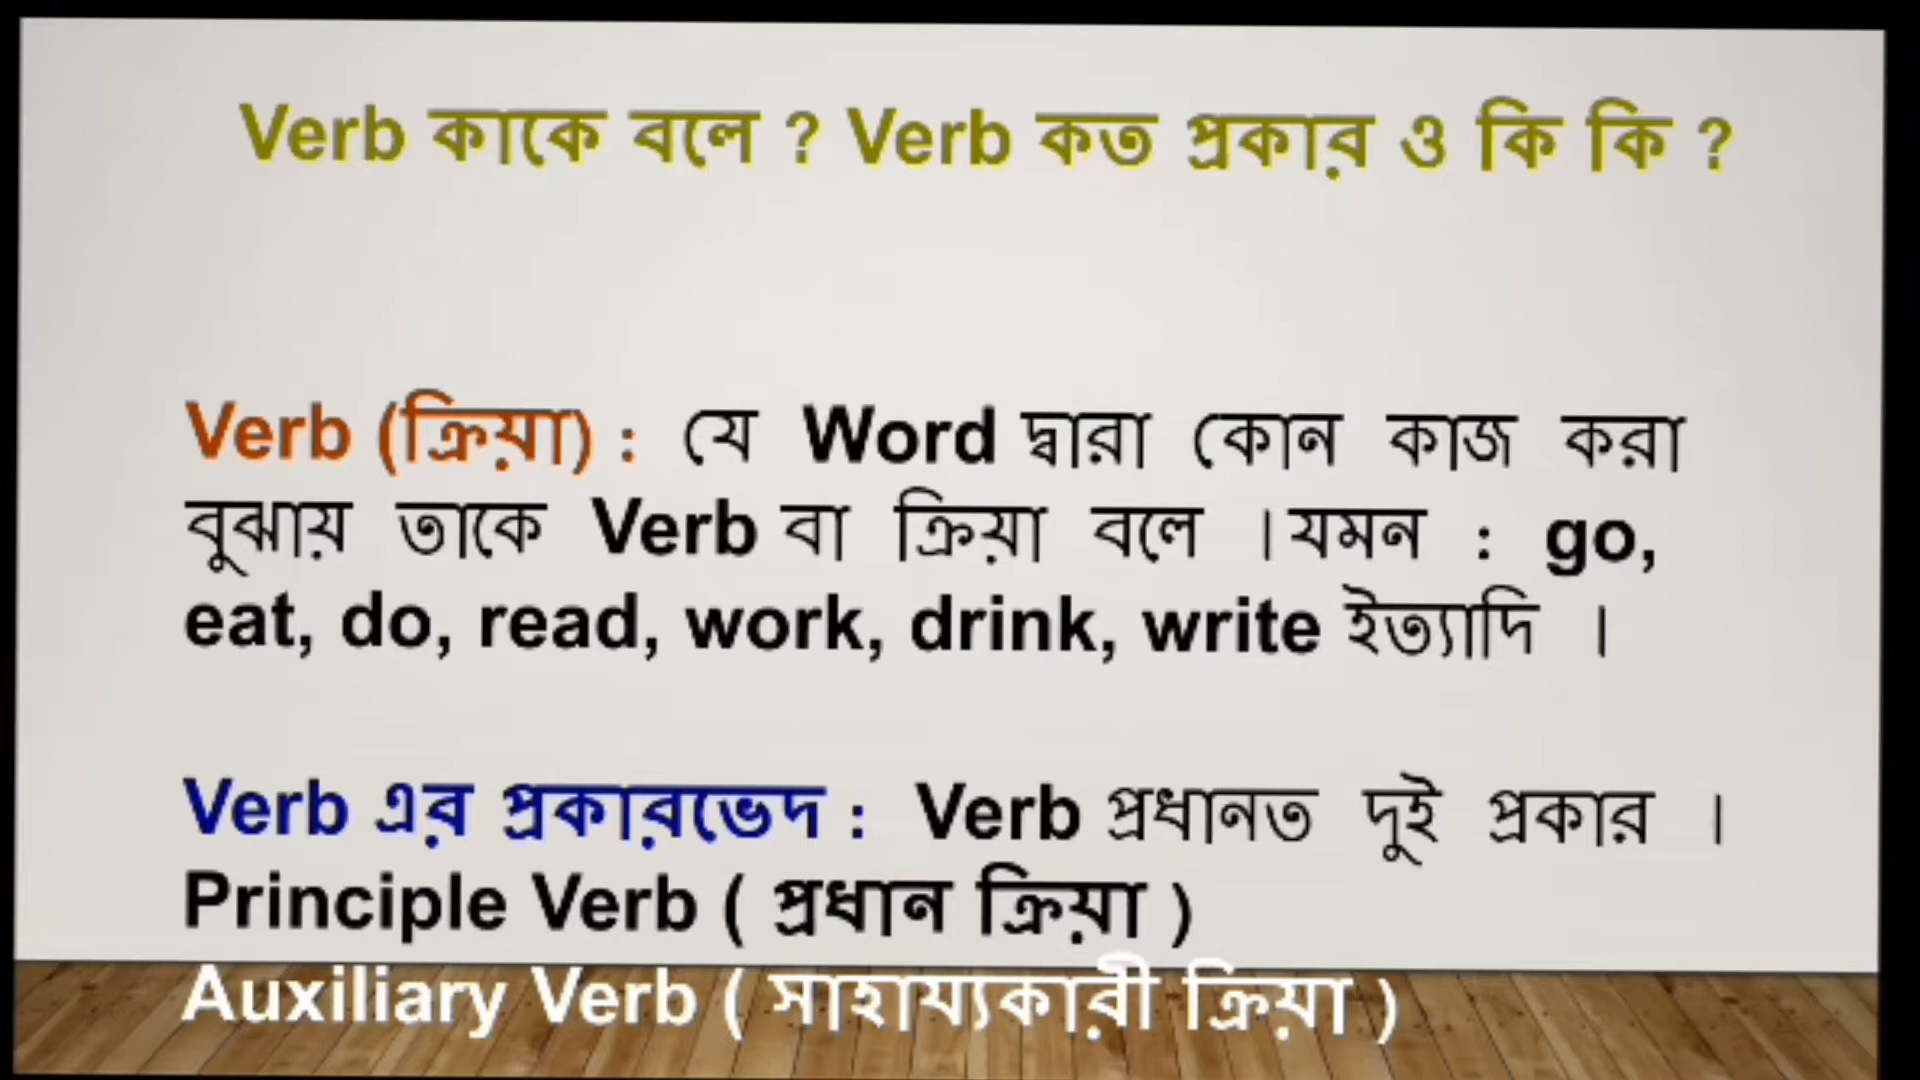 Verb কাকে বলে ? Verb কত প্রকার ও কি কি ?
Verb (ক্রিয়া) : যে Word দ্বারা কোন কাজ করা
বুঝায় তাকে Verb বা ক্রিয়া বলে ।যমন : go,
eat, do, read, work, drink, write ইত্যাদি ।
Verb এর প্রকারভেদ : Verb প্রধানত দুই প্রকার ।
Principle Verb ( প্রধান ক্রিয়া )
Auxiliary Verb ( সাহায্যকারী ক্রিয়া )